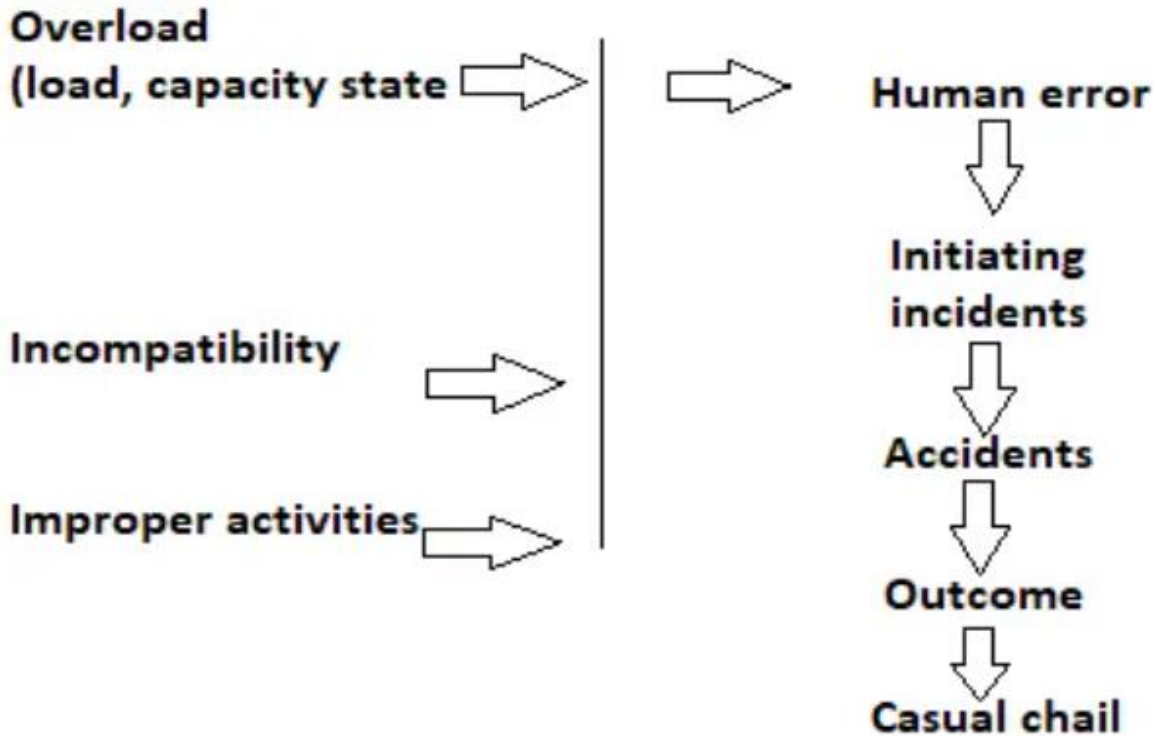 Overload
(load, capacity state
Human error
Initiating
incidents
Incompatibility
Accidents
Improper activities
Outcome
Casual chail